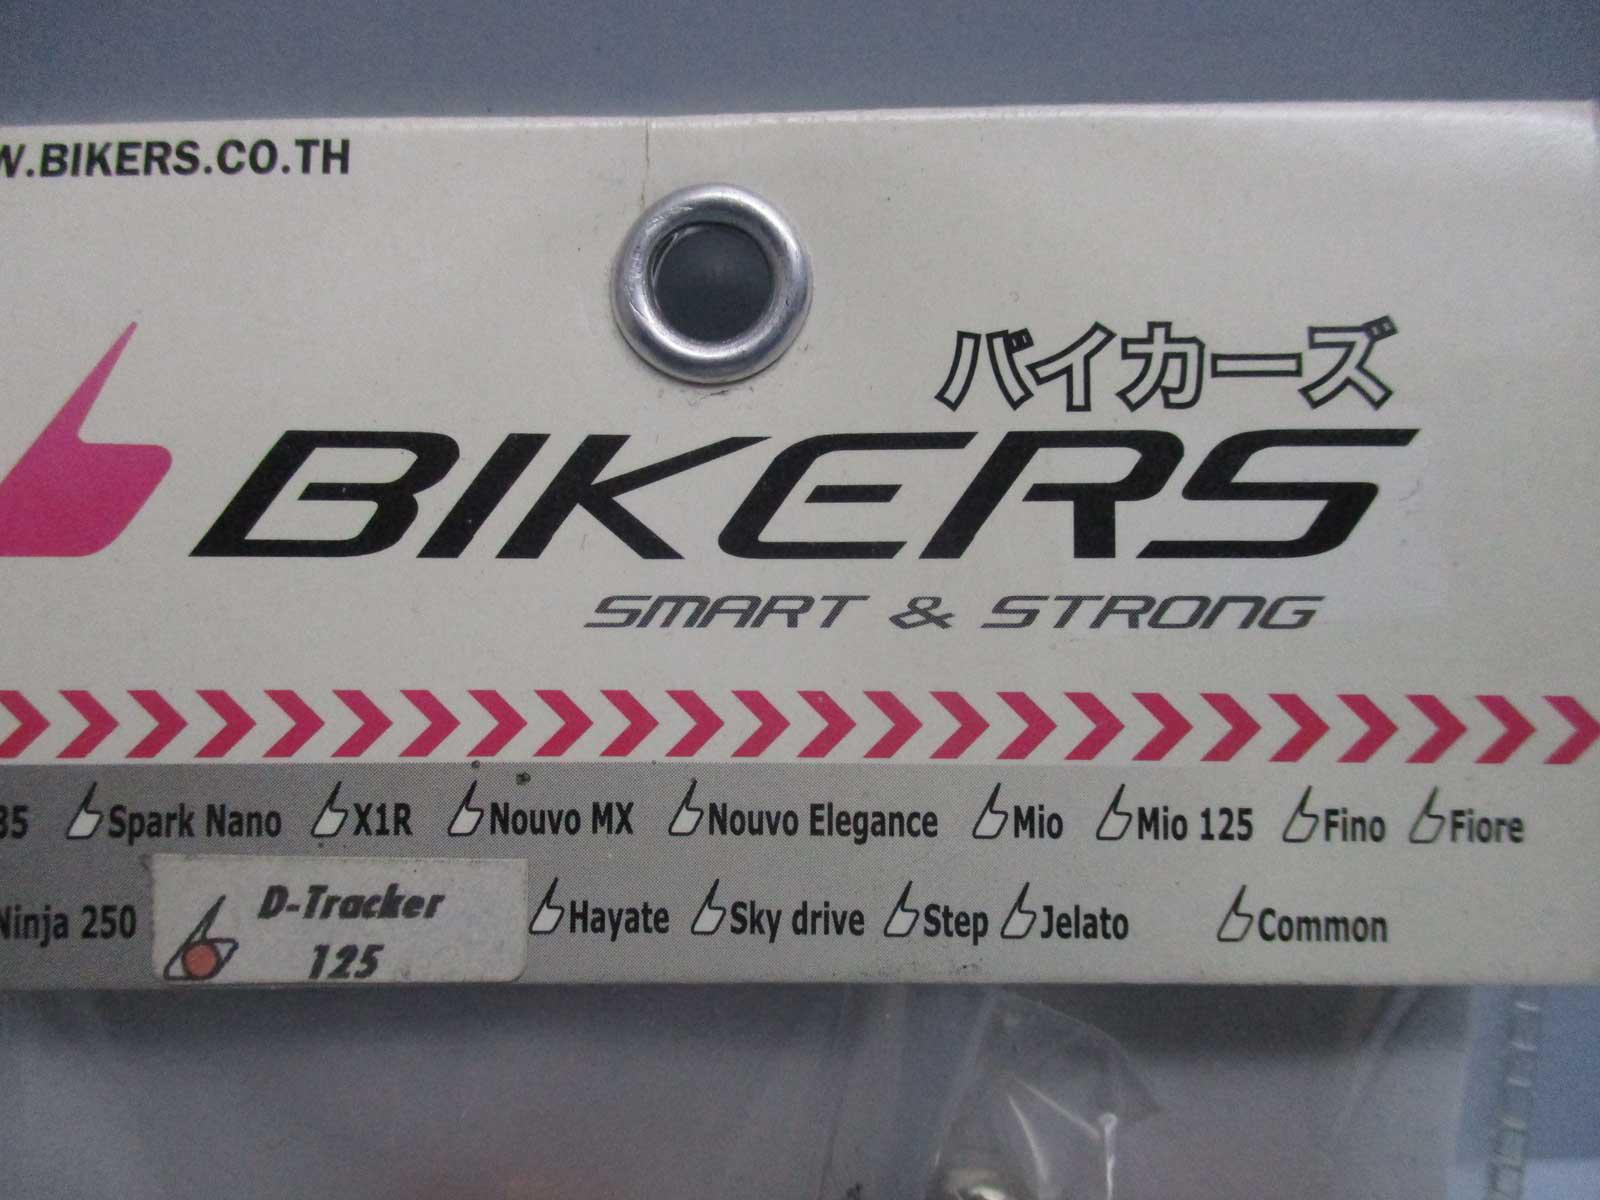 W.BIKERS.CO.TH
バイカーズ
BIKERS
SMART & STRONG
35 Spark Nano X1R Nouvo MX Nouvo Elegance Mio Mio 125 Fino Fiore
Ninja 250 D-Tracker 125 Hayate Sky drive Step Jelato Common